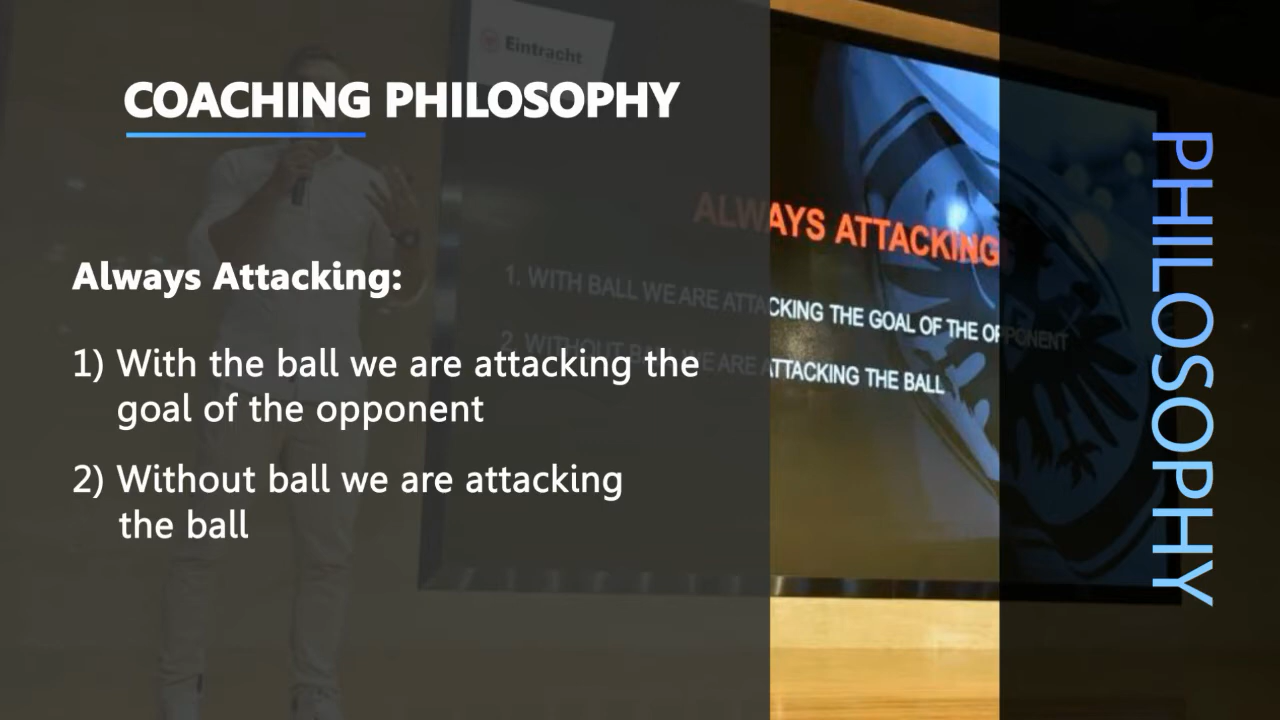 Eintracht
COACHING PHILOSOPHY
Always Attacking:
1) With the ball we are attacking the
goal of the opponent
2) Without ball we are attacking
the ball
ALWAYS ATTACKING
1. WITH BALL WE ARE ATTACKING THE GOAL OF THE OPPONENT
2. WITHOUT BALL WE ARE ATTACKING THE BALL
PHILOSOPHY